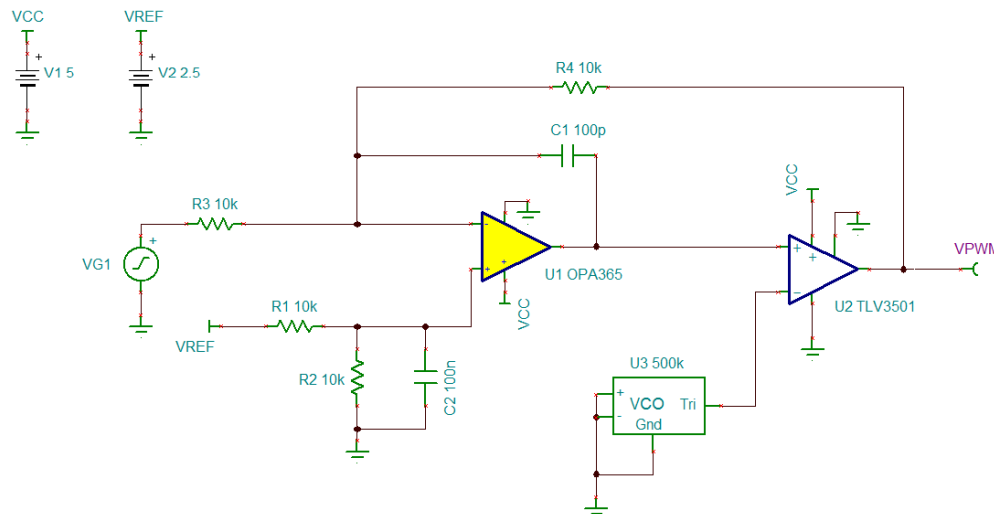 VCC
VREF
V1 5
V2 2.5
R4 10k
C1 100p
R3 10k
VCC
-
+
+
VG1
+
U1 OPA365
VCC
+
+
-
VPWM
U2 TLV3501
R1 10k
VREF
R2 10k
C2 100n
U3 500k
+
-
VCO
Tri
Gnd